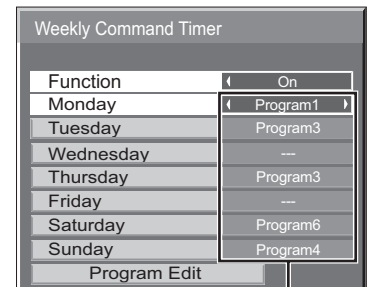 Weekly Command Timer
Function On
Monday Program1
Tuesday Program3
Wednesday ---
Thursday Program3
Friday ---
Saturday Program6
Sunday Program4
Program Edit